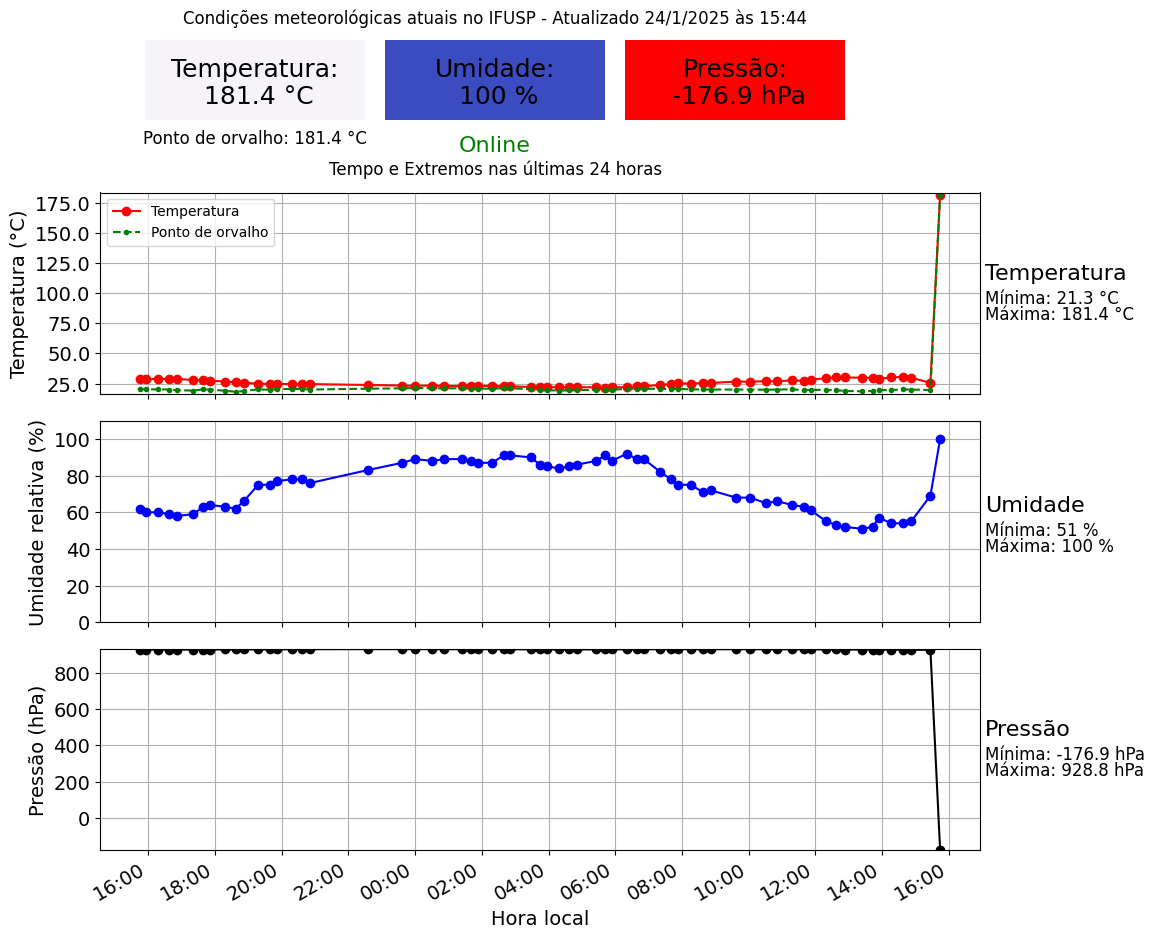 Condições meteorológicas atuais no IFUSP - Atualizado 24/1/2025 às 15:44
Temperatura:
181.4 °C
Umidade:
100 %
Pressão:
-176.9 hPa
Ponto de orvalho: 181.4 °C
Online
Tempo e Extremos nas últimas 24 horas
Temperatura (°C)
175.0
150.0
125.0
100.0
75.0
50.0
25.0
Temperatura
Ponto de orvalho
Temperatura
Mínima: 21.3 °C
Máxima: 181.4 °C
Umidade relativa (%)
100
80
60
40
20
0
Umidade
Mínima: 51 %
Máxima: 100 %
Pressão (hPa)
800
600
400
200
0
Pressão
Mínima: -176.9 hPa
Máxima: 928.8 hPa
16:00 18:00 20:00 22:00 00:00 02:00 04:00 06:00 08:00 10:00 12:00 14:00 16:00
Hora local